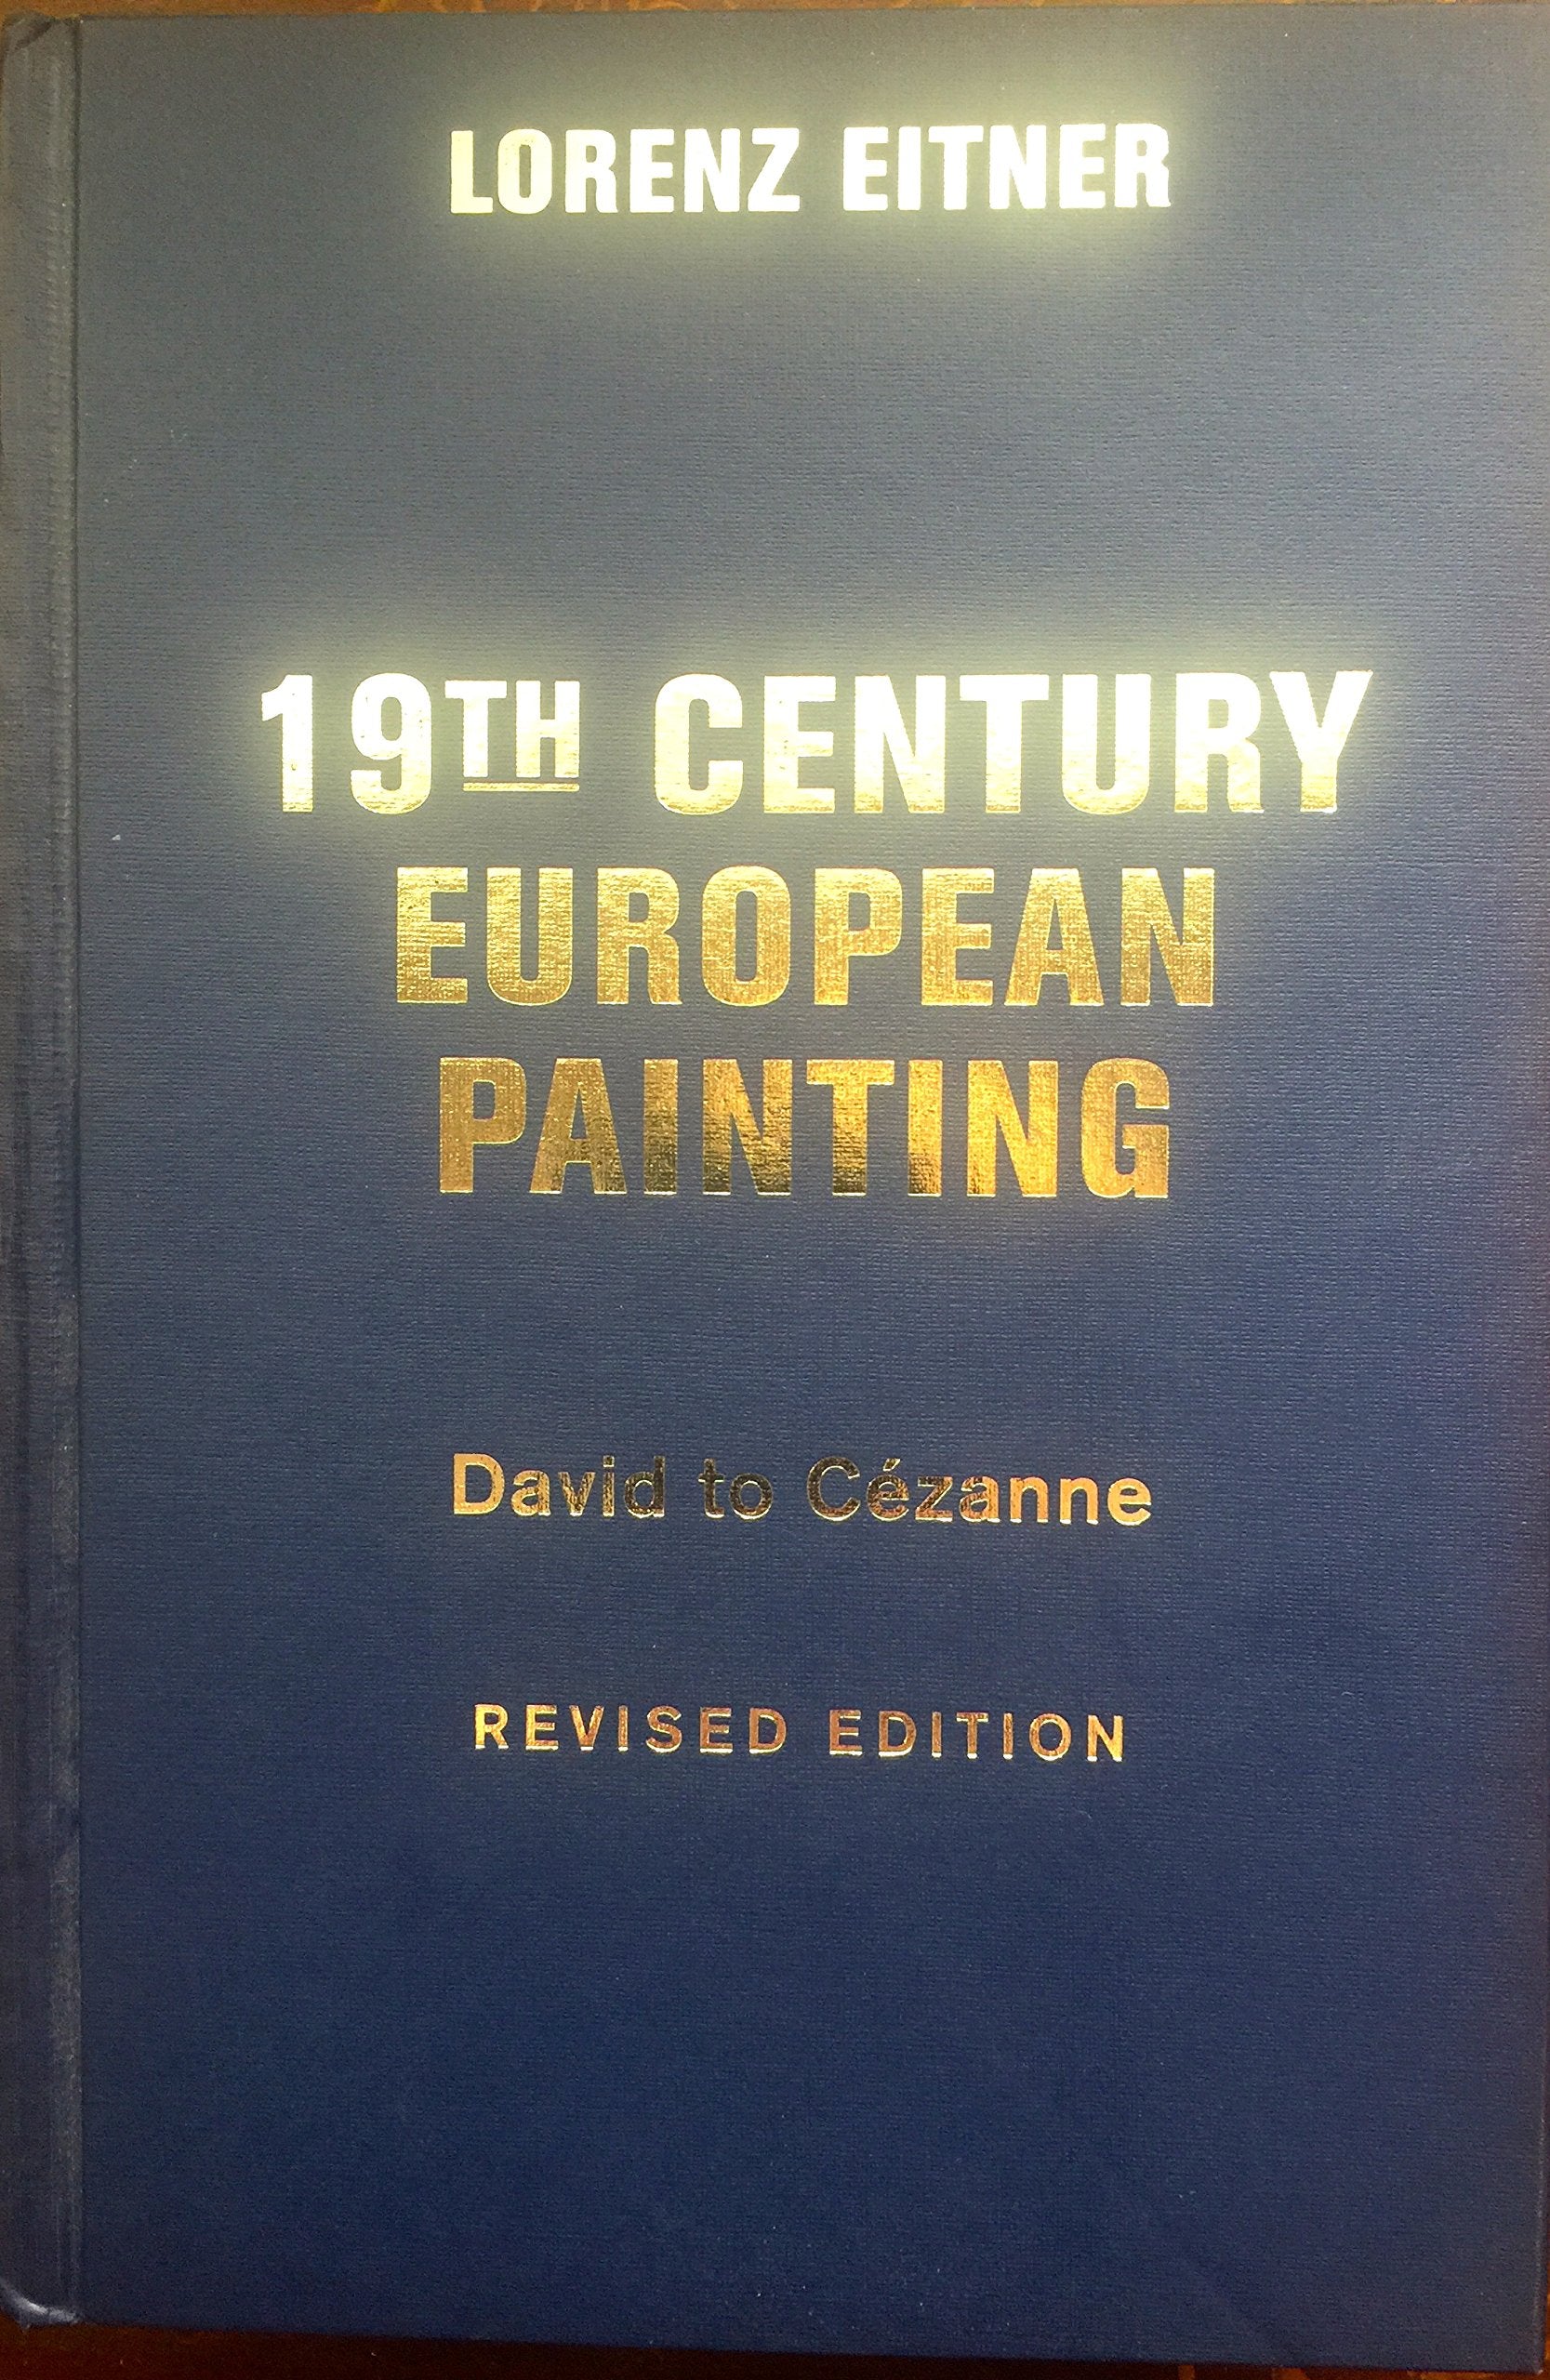 LORENZ EITNER
19TH CENTURY
EUROPEAN
PAINTING
David to Cézanne
REVISED EDITION